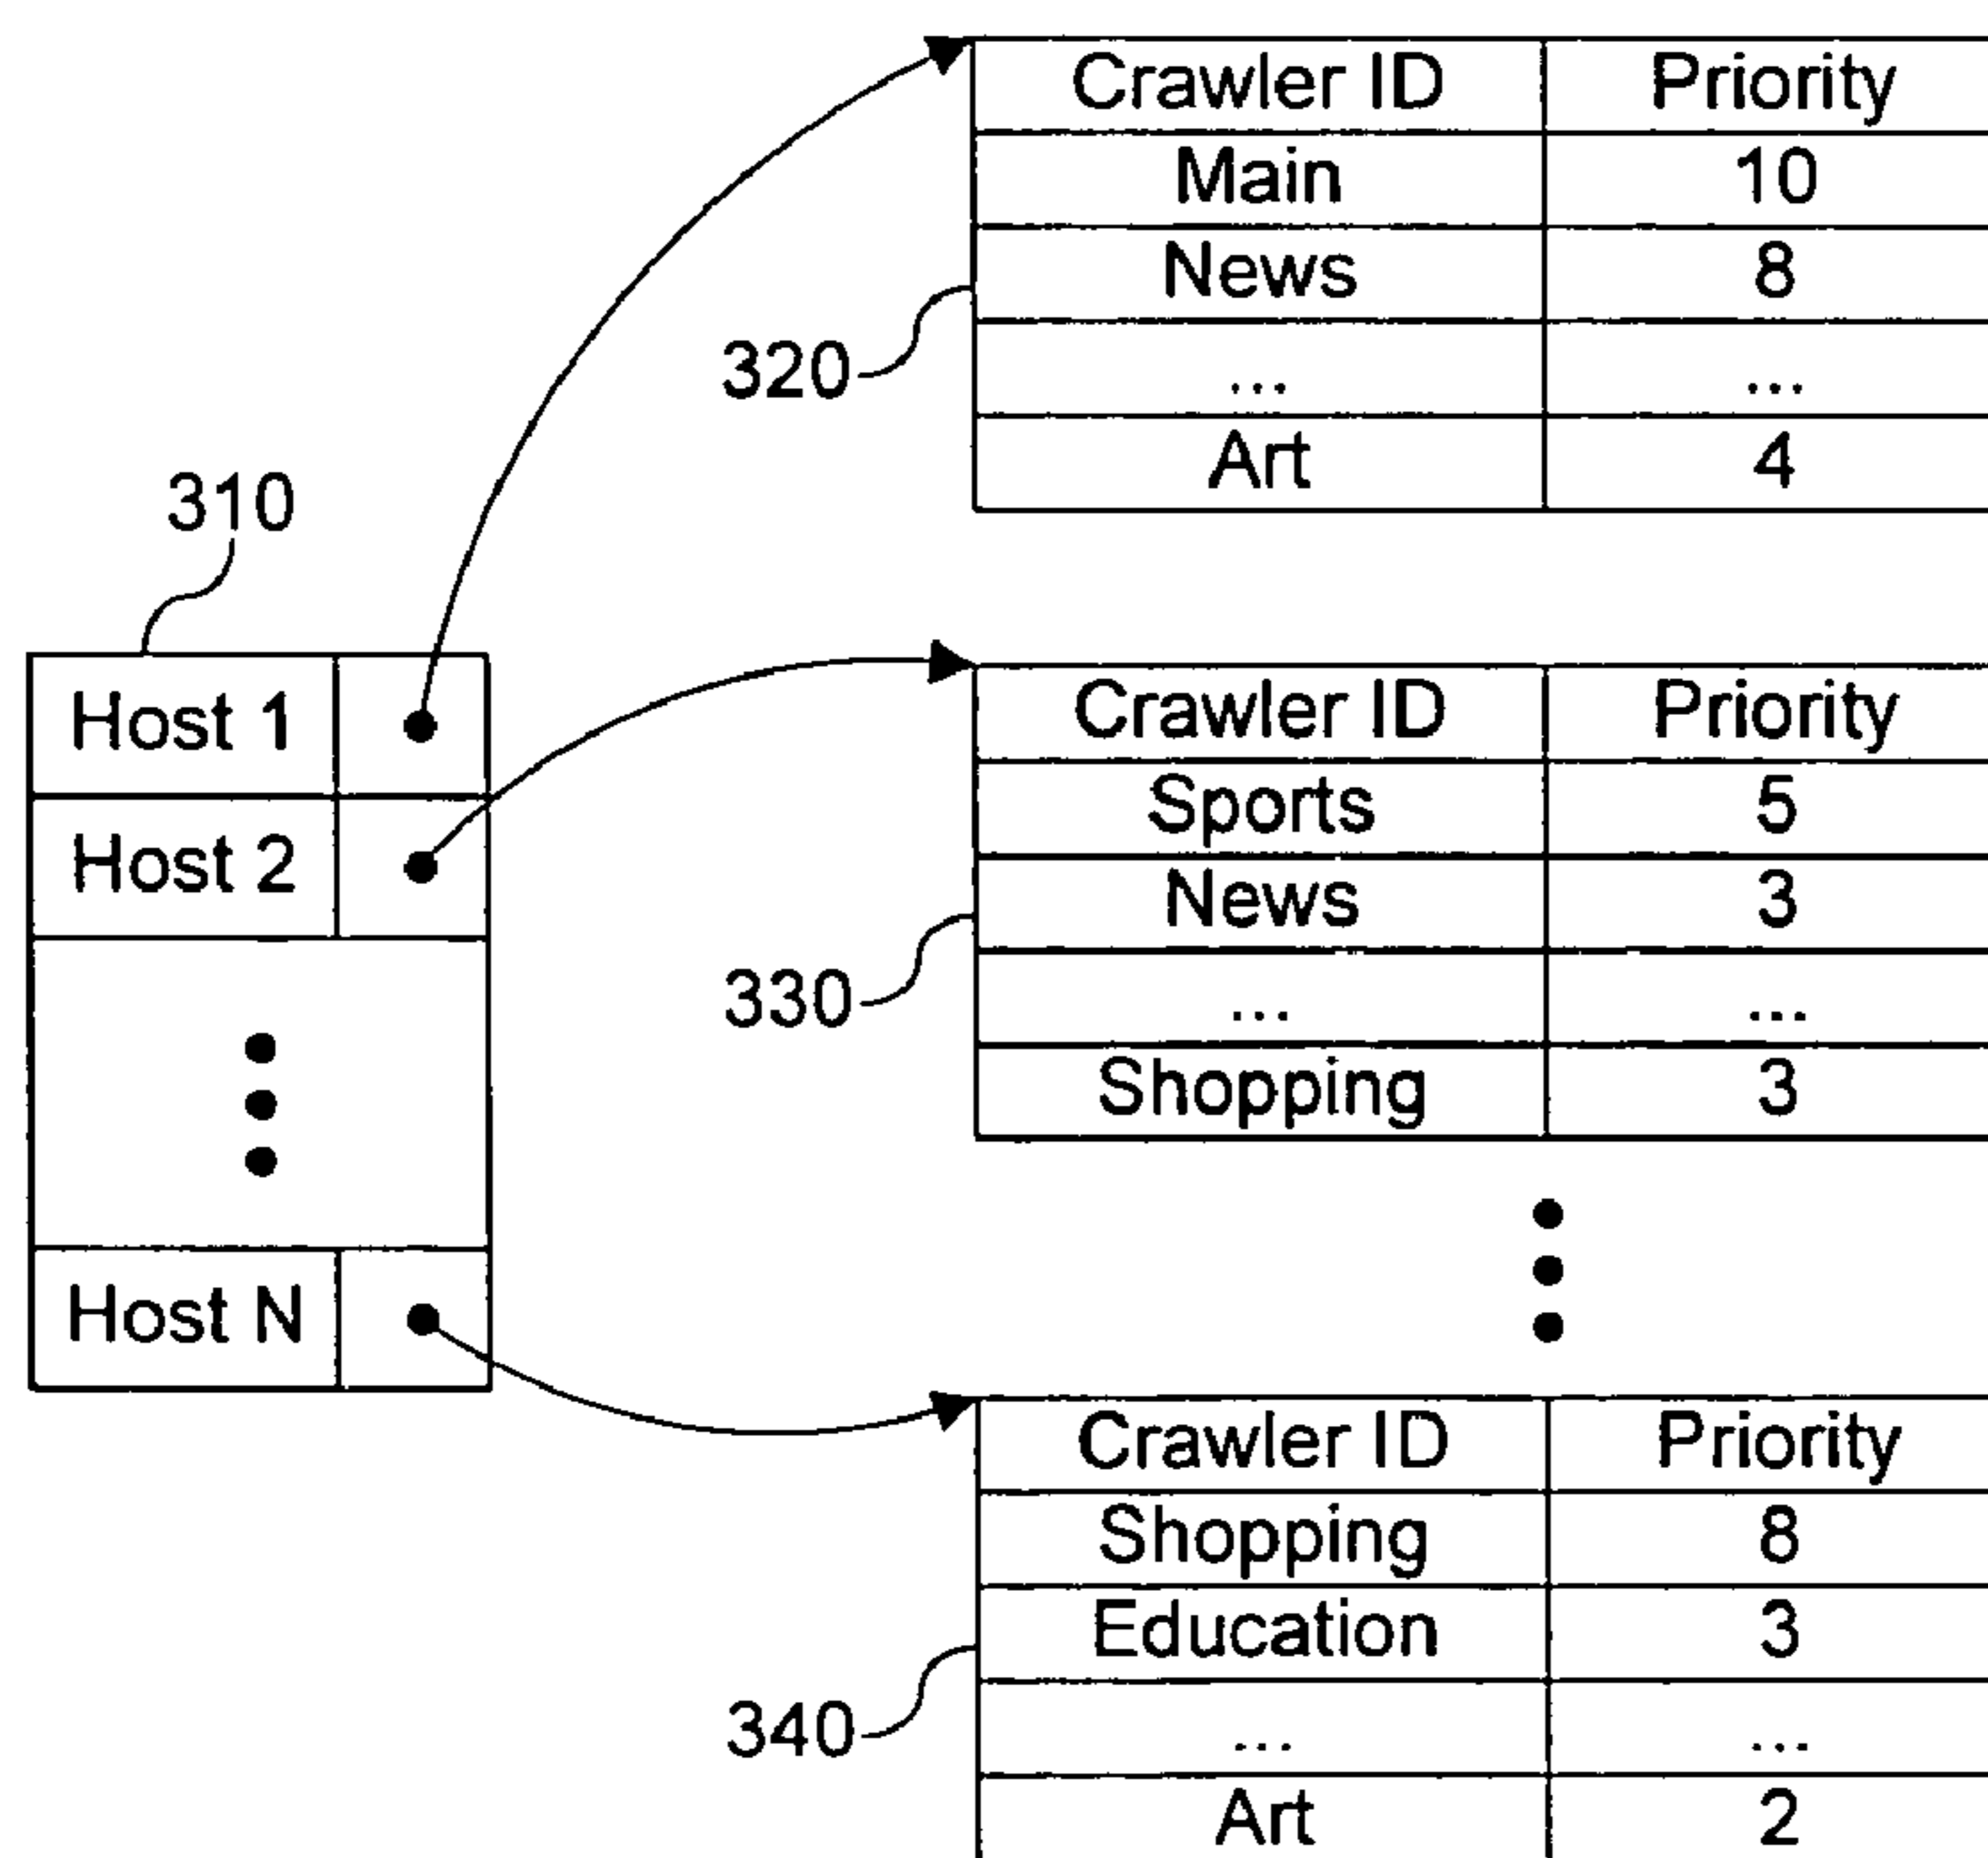 Crawler ID Priority
Main 10
News 8
320
... ...
Art 4
310
Host 1
Host 2
Host N
Crawler ID Priority
Sports 5
News 3
330
... ...
Shopping 3
Crawler ID Priority
Shopping 8
Education 3
340
... ...
Art 2